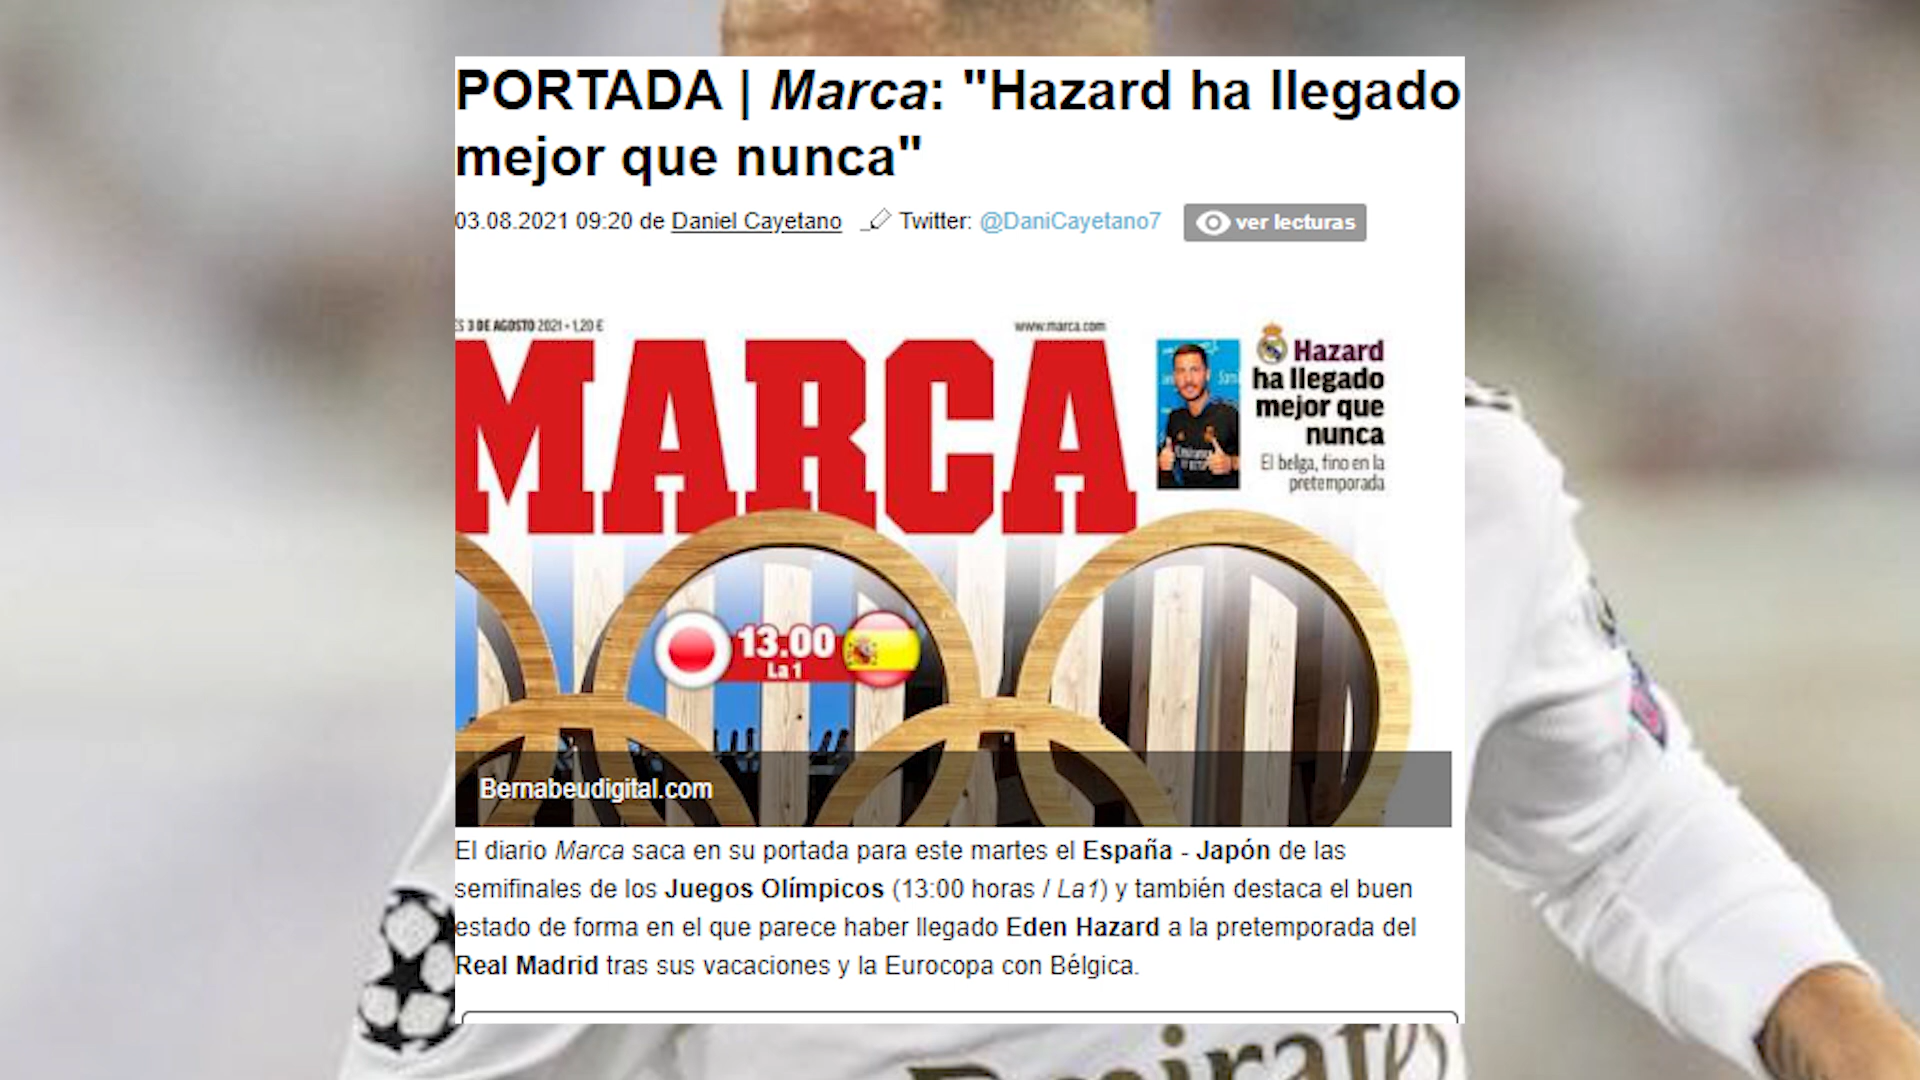 PORTADA | Marca: "Hazard ha llegado
mejor que nunca"
03.08.2021 09:20 de Daniel Cayetano Twitter: @DaniCayetano7 ver lecturas
ES 3 DE AGOSTO 2021 • 1,20 €
www.marca.com
MARCA
Hazard
ha llegado
mejor que
nunca
El belga, fino en la
pretemporada
13.00
La 1
Bernabeudigital.com
El diario Marca saca en su portada para este martes el España - Japón de las
semifinales de los Juegos Olímpicos (13:00 horas / La1) y también destaca el buen
estado de forma en el que parece haber llegado Eden Hazard a la pretemporada del
Real Madrid tras sus vacaciones y la Eurocopa con Bélgica.